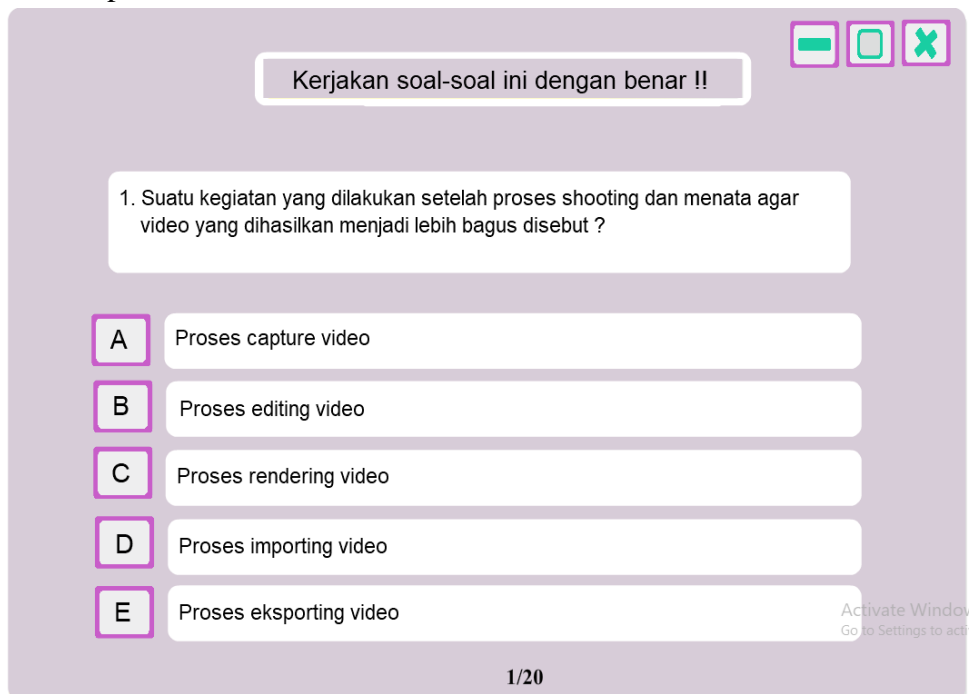 Kerjakan soal-soal ini dengan benar !!
1. Suatu kegiatan yang dilakukan setelah proses shooting dan menata agar
video yang dihasilkan menjadi lebih bagus disebut ?
A Proses capture video
B Proses editing video
C Proses rendering video
D Proses importing video
E Proses eksporting video
Activate Window
Go to Settings to acti
1/20